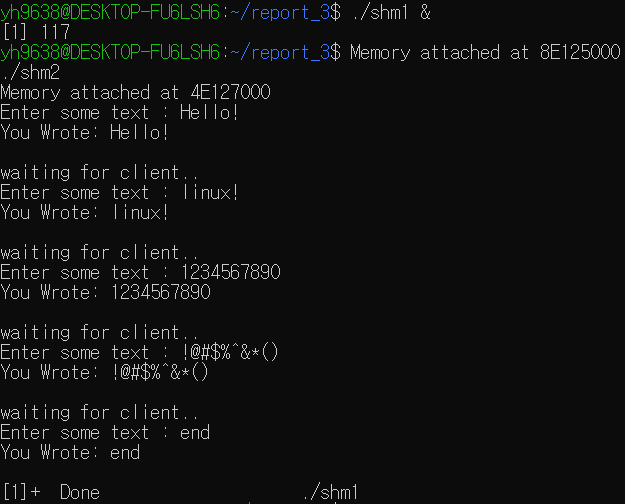 yh9638@DESKTOP-FU6LSH6:~/report_3$ ./shm1 &
[1] 117
yh9638@DESKTOP-FU6LSH6:~/report_3$ Memory attached at 8E125000
./shm2
Memory attached at 4E127000
Enter some text : Hello!
You Wrote: Hello!
waiting for client..
Enter some text : linux!
You Wrote: linux!
waiting for client..
Enter some text : 1234567890
You Wrote: 1234567890
waiting for client..
Enter some text : !@#$%^&*()
You Wrote: !@#$%^&*()
waiting for client..
Enter some text : end
You Wrote: end
[1]+  Done                    ./shm1